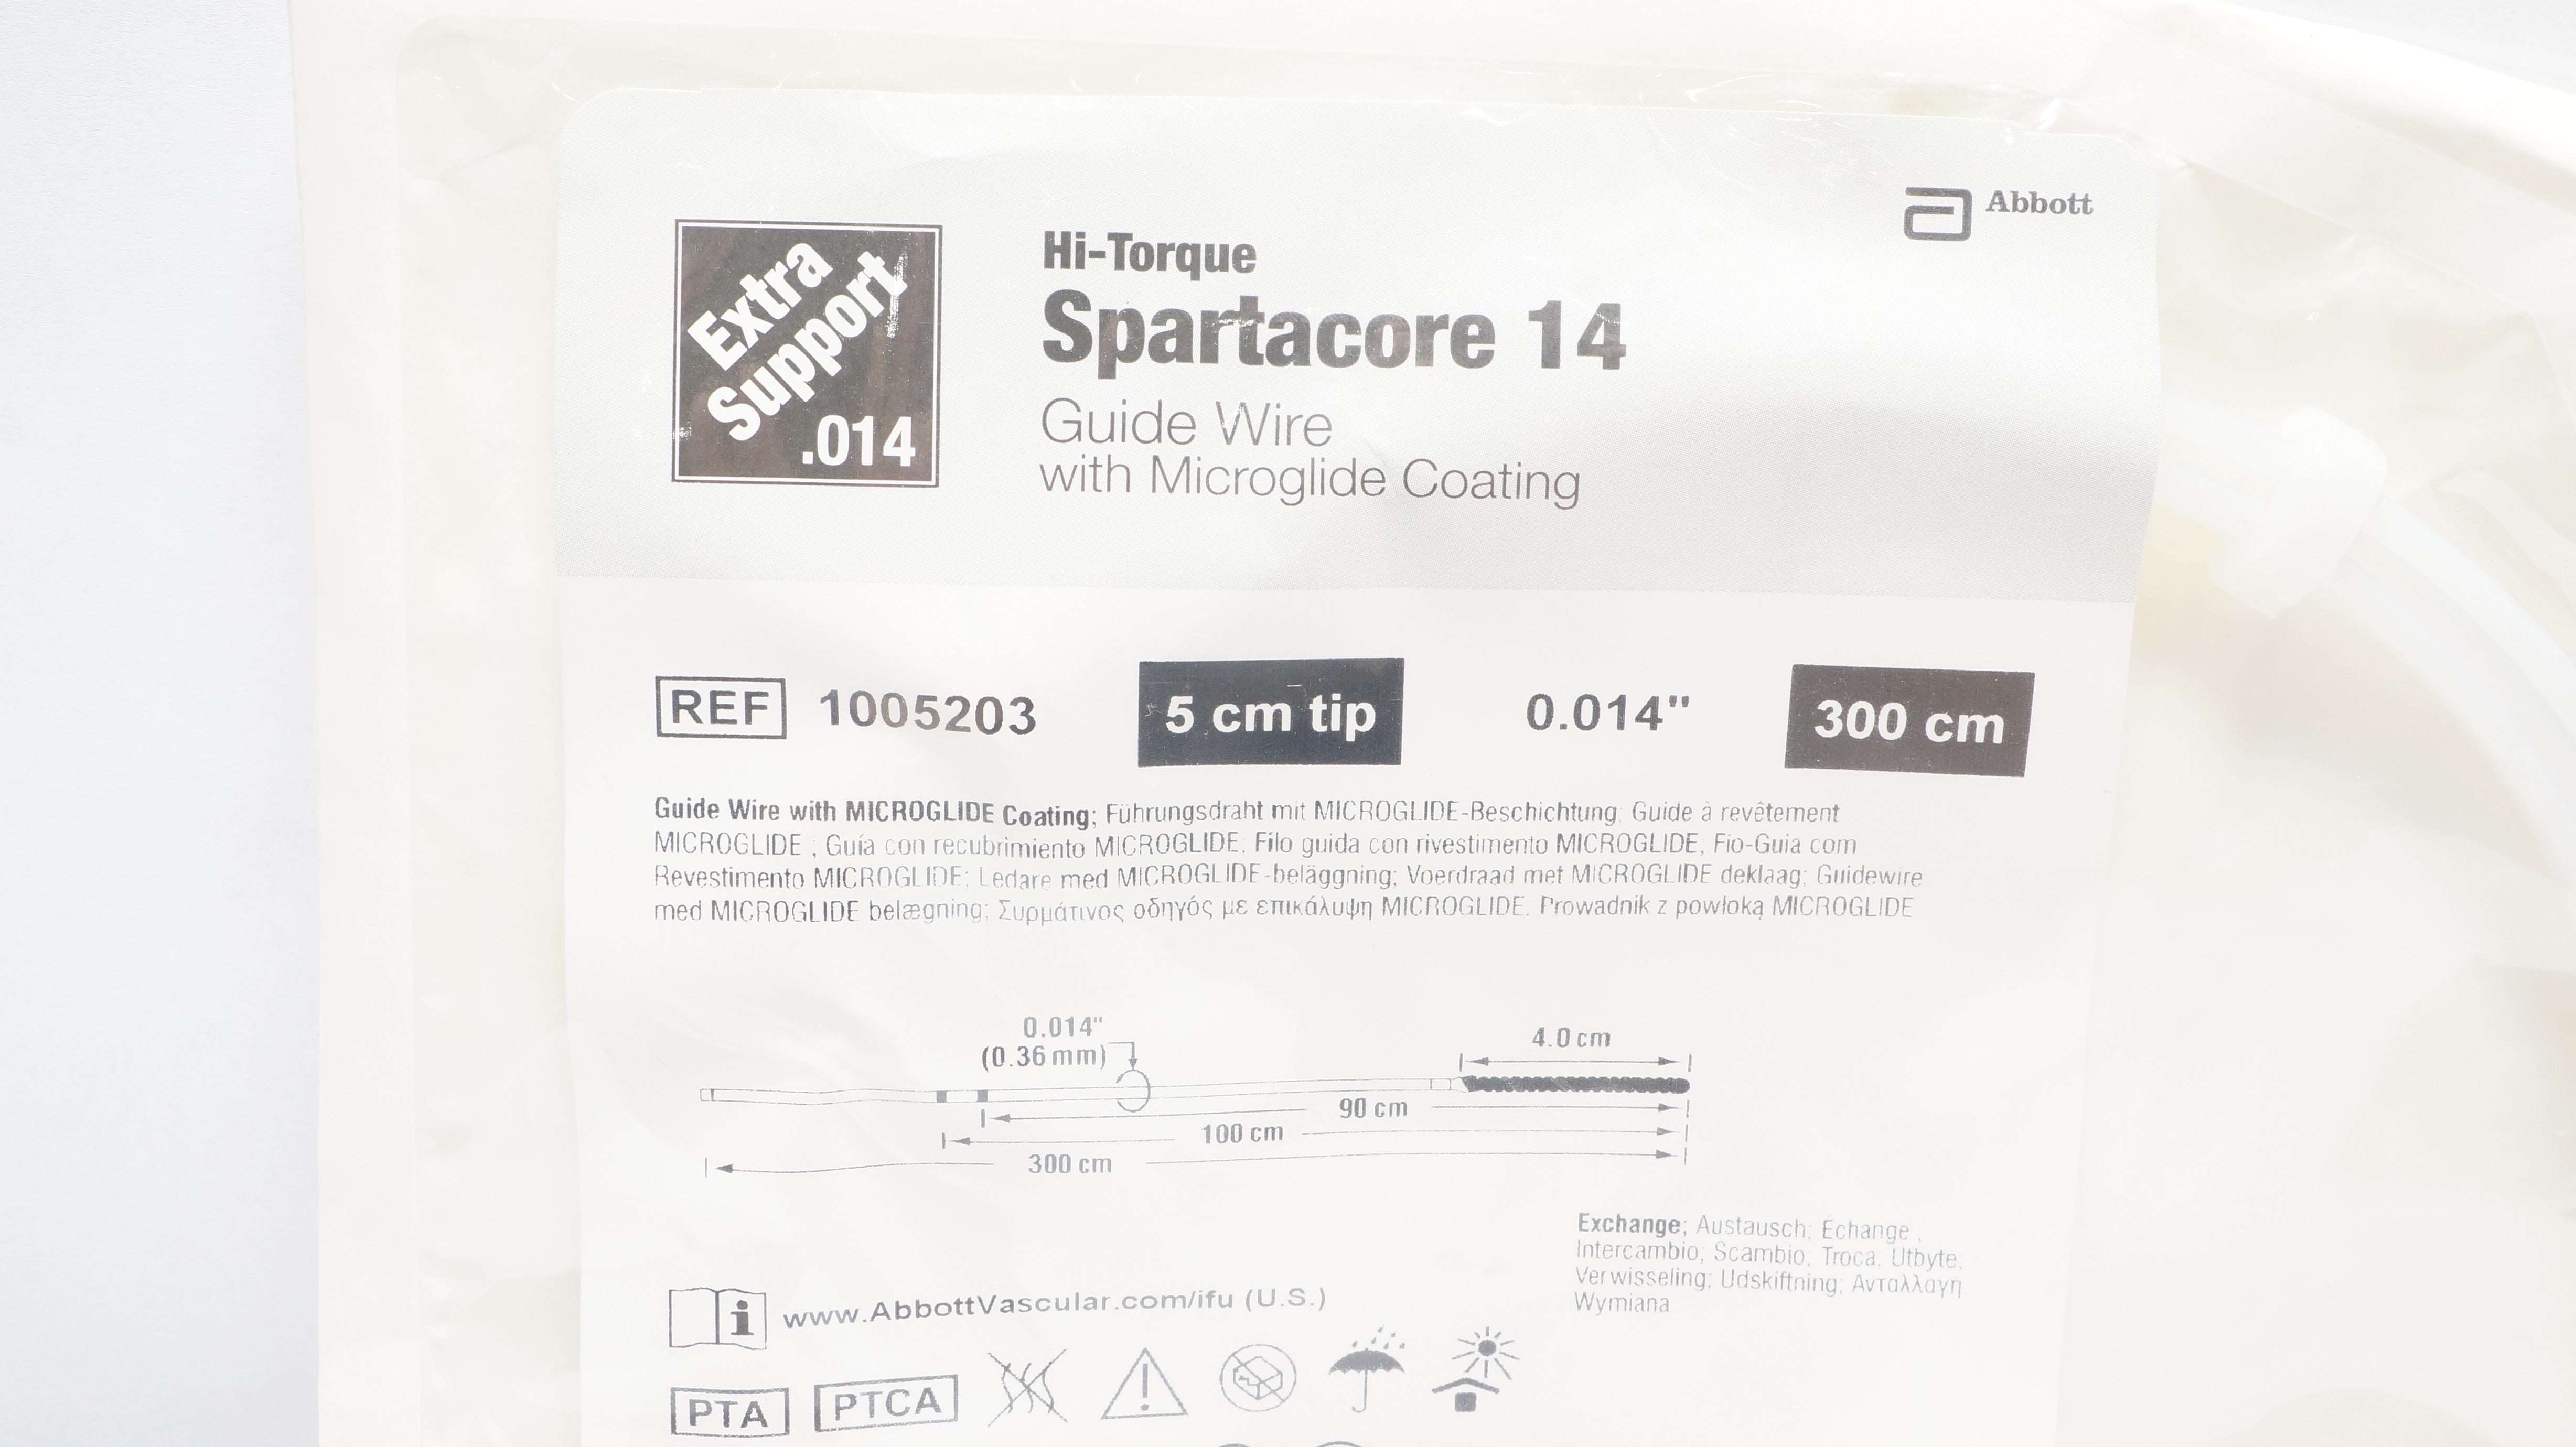 Abbott
Extra
Support
.014
Hi-Torque
Spartacore 14
Guide Wire
with Microglide Coating
REF 1005203 5 cm tip 0.014" 300 cm
Guide Wire with MICROGLIDE Coating; Führungsdraht mit MICROGLIDE-Beschichtung; Guide à revêtement
MICROGLIDE ; Guía con recubrimiento MICROGLIDE; Filo guida con rivestimento MICROGLIDE, Fio-Guia com
Revestimento MICROGLIDE; Ledare med MICROGLIDE-beläggning; Voerdraad met MICROGLIDE deklaag; Guidewire
med MICROGLIDE belægning; Συρμάτινος οδηγός με επικάλυψη MICROGLIDE. Prowadnik z powłoką MICROGLIDE
0.014"
(0.36 mm)
4.0 cm
90 cm
100 cm
300 cm
Exchange; Austausch; Échange ,
Intercambio; Scambio; Troca; Utbyte;
Verwisseling; Udskiftning; Ανταλλαγή
Wymiana
i www.AbbottVascular.com/ifu (U.S.)
PTA PTCA